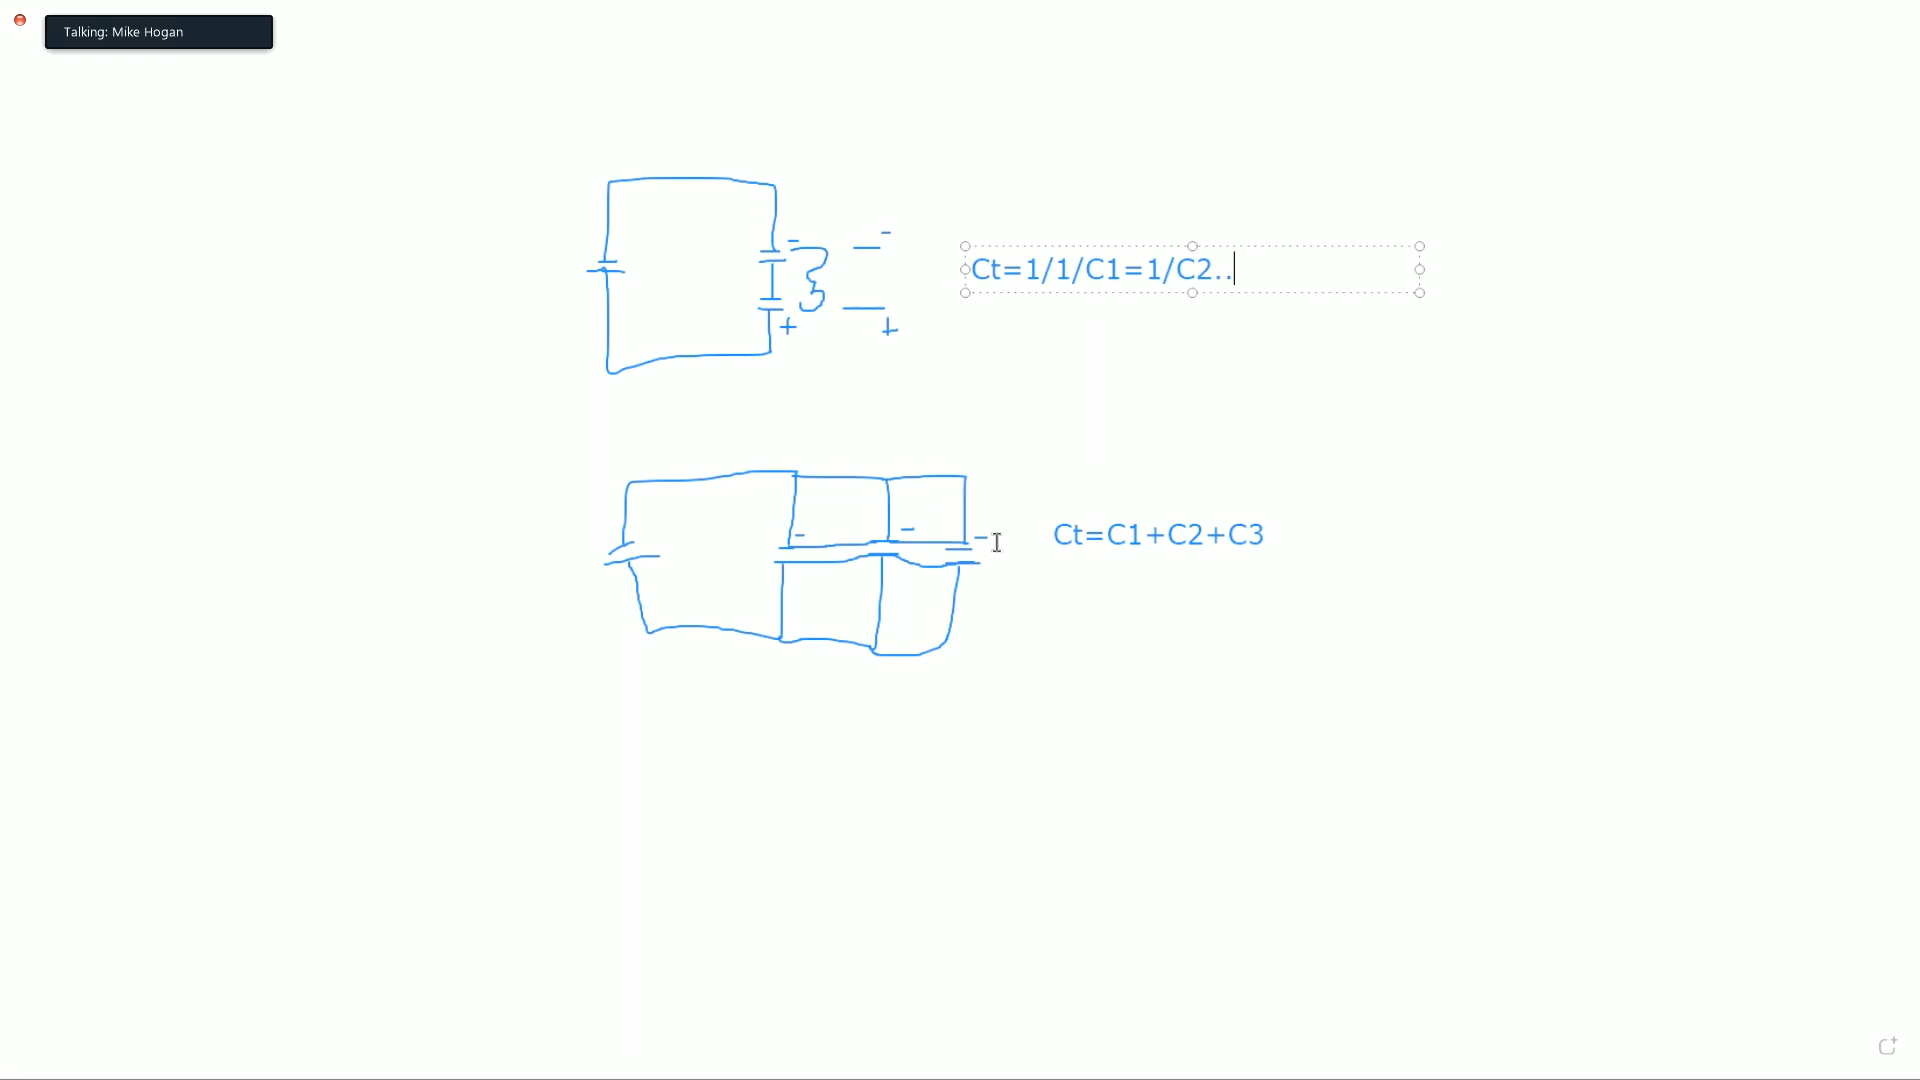 Talking: Mike Hogan
-
-
Ct=1/1/C1=1/C2..
+
+
-
-
-
Ct=C1+C2+C3